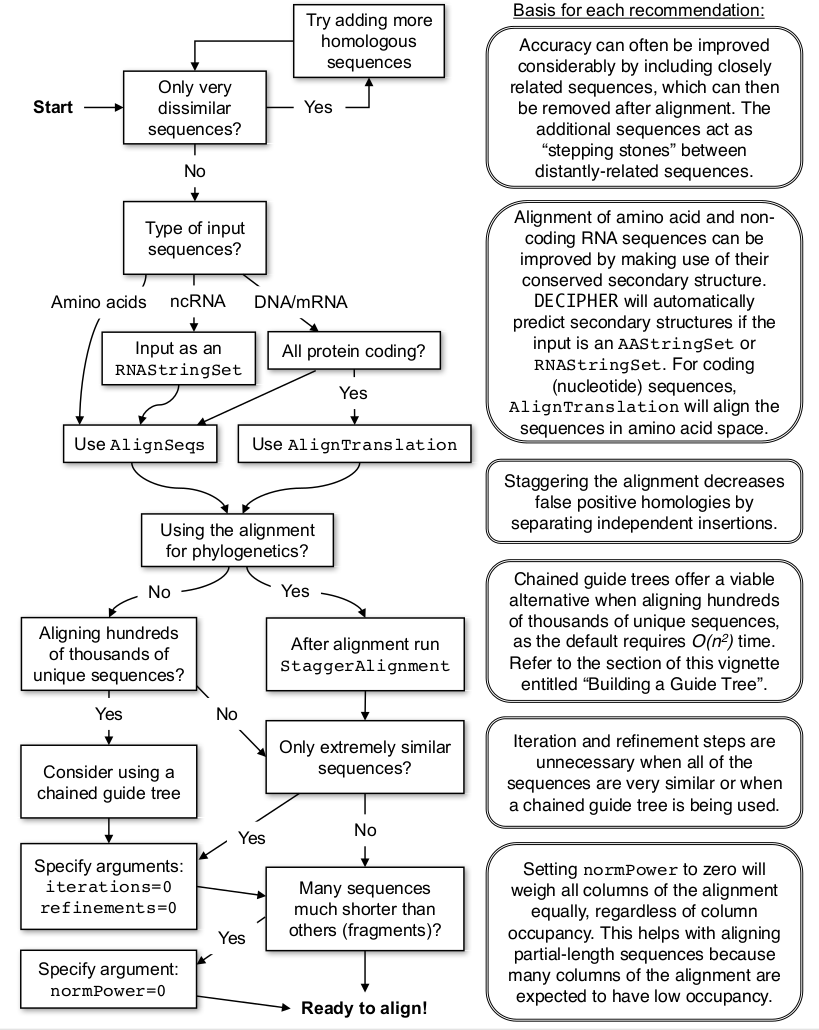 Try adding more
homologous
sequences
Start
Only very
dissimilar
sequences?
Yes
No
Type of input
sequences?
Amino acids
ncRNA
DNA/mRNA
Input as an
RNAStringSet
All protein coding?
Yes
Use AlignSeqs
Use AlignTranslation
Using the alignment
for phylogenetics?
No
Yes
Aligning hundreds
of thousands of
unique sequences?
After alignment run
StaggerAlignment
Yes
No
Consider using a
chained guide tree
Only extremely similar
sequences?
Yes
No
Specify arguments:
iterations=0
refinements=0
Many sequences
much shorter than
others (fragments)?
Yes
Specify argument:
normPower=0
Ready to align!
Basis for each recommendation:
Accuracy can often be improved
considerably by including closely
related sequences, which can then
be removed after alignment. The
additional sequences act as
“stepping stones” between
distantly-related sequences.
Alignment of amino acid and non-
coding RNA sequences can be
improved by making use of their
conserved secondary structure.
DECIPHER will automatically
predict secondary structures if the
input is an AAStringSet or
RNAStringSet. For coding
(nucleotide) sequences,
AlignTranslation will align the
sequences in amino acid space.
Staggering the alignment decreases
false positive homologies by
separating independent insertions.
Chained guide trees offer a viable
alternative when aligning hundreds
of thousands of unique sequences,
as the default requires O(n²) time.
Refer to the section of this vignette
entitled “Building a Guide Tree”.
Iteration and refinement steps are
unnecessary when all of the
sequences are very similar or when
a chained guide tree is being used.
Setting normPower to zero will
weigh all columns of the alignment
equally, regardless of column
occupancy. This helps with aligning
partial-length sequences because
many columns of the alignment are
expected to have low occupancy.